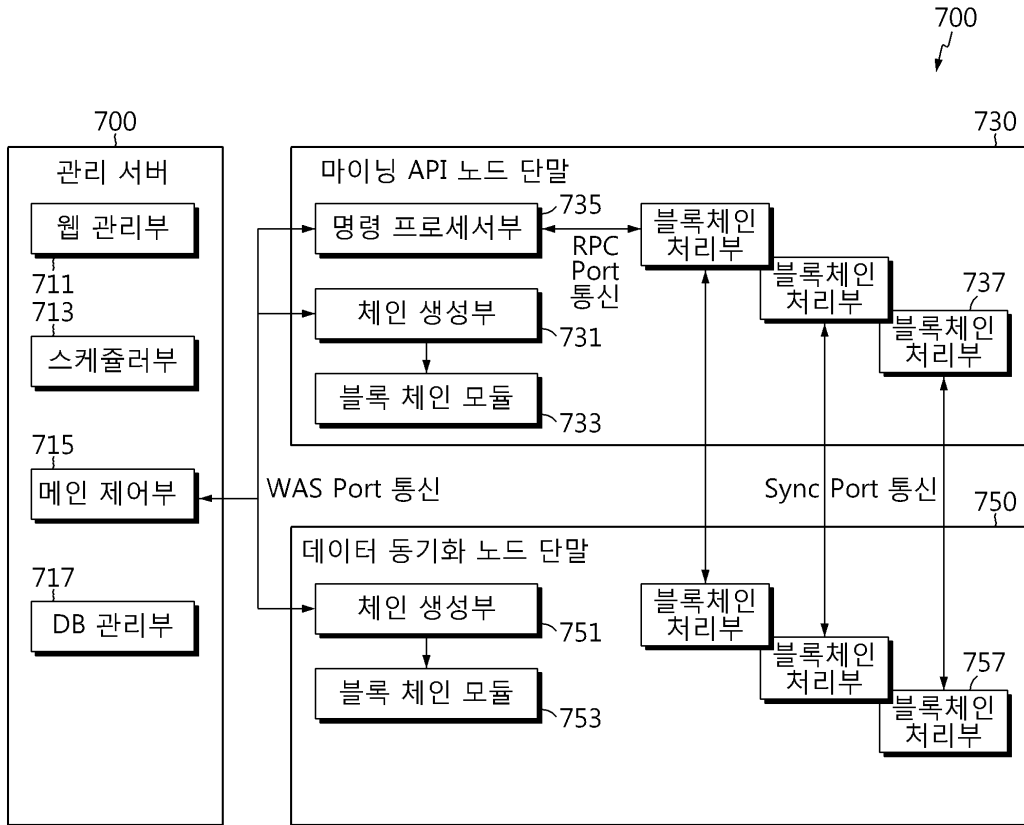 700
700
관리 서버
웹 관리부
711
713
스케쥴러부
715
메인 제어부
717
DB 관리부
730
마이닝 API 노드 단말
명령 프로세서부
735
RPC
Port
통신
블록체인
처리부
블록체인
처리부
737
블록체인
처리부
체인 생성부
731
블록 체인 모듈
733
WAS Port 통신
Sync Port 통신
750
데이터 동기화 노드 단말
체인 생성부
751
블록 체인 모듈
753
블록체인
처리부
블록체인
처리부
757
블록체인
처리부